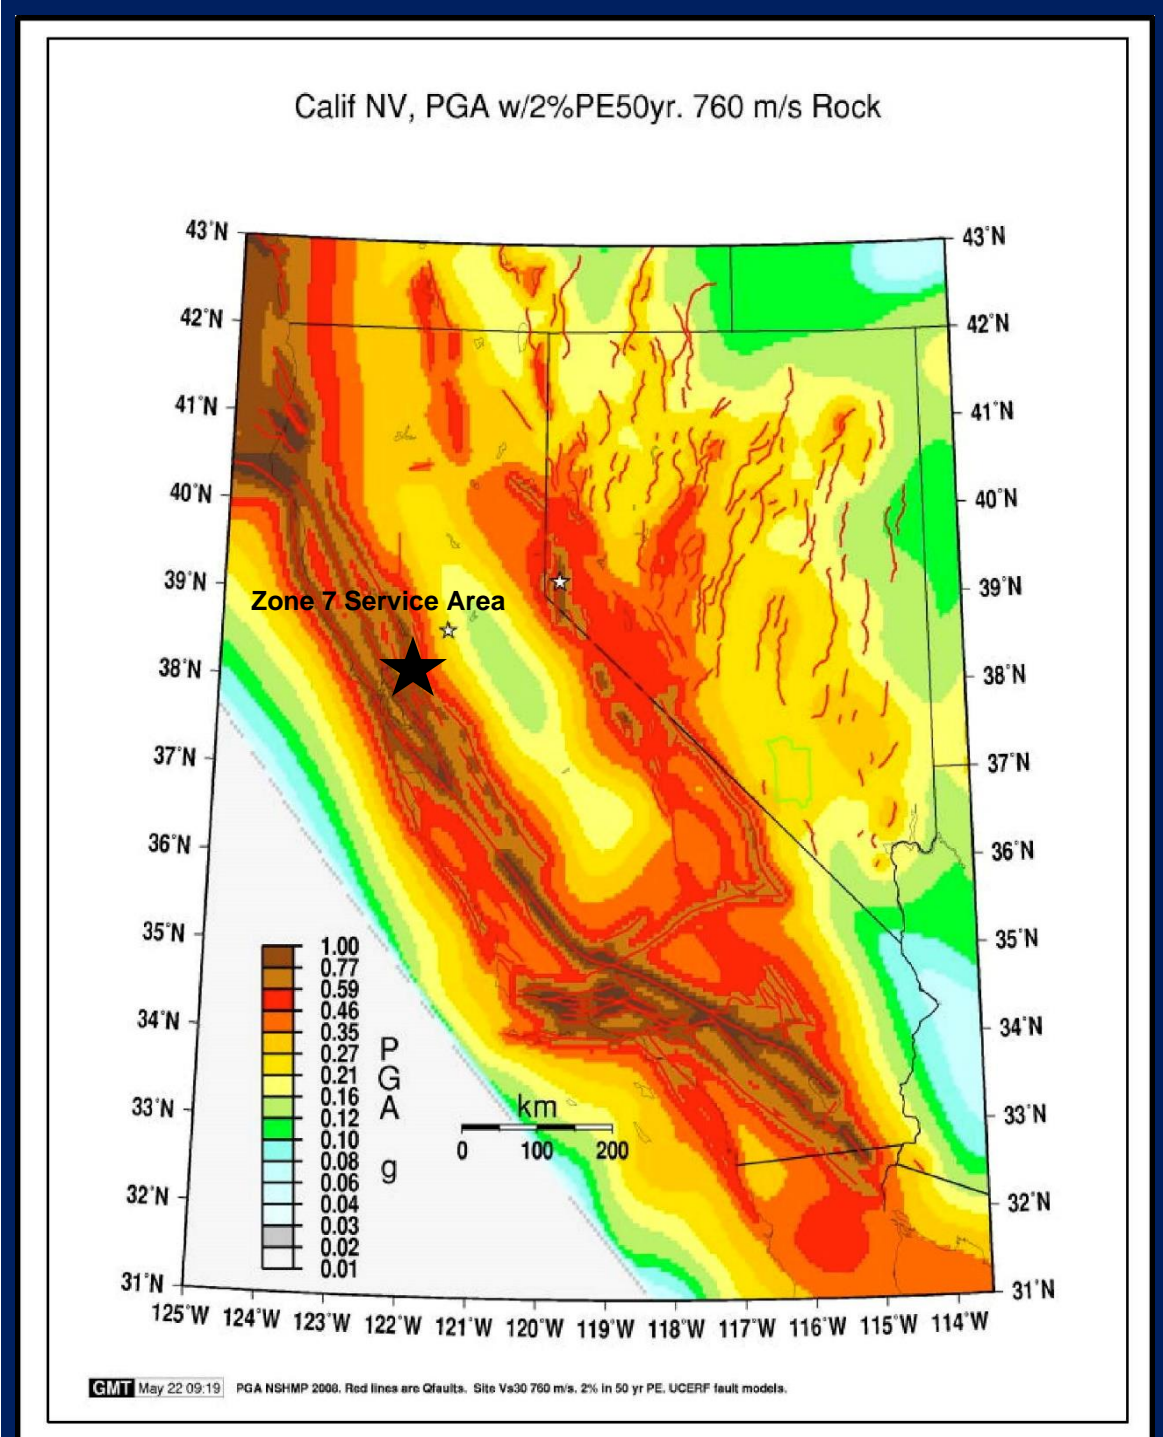 Calif NV, PGA w/2%PE50yr. 760 m/s Rock
43°N
43°N
42°N
42°N
41°N
41°N
40°N
40°N
39°N
39°N
Zone 7 Service Area
38°N
38°N
37°N
37°N
36°N
36°N
35°N
35°N
34°N
34°N
33°N
33°N
32°N
32°N
31°N
31°N
1.00
0.77
0.59
0.46
0.35
0.27
0.21
0.16
0.12
0.10
0.08
0.06
0.04
0.03
0.02
0.01
P
G
A
g
km
0 100 200
125°W 124°W 123°W 122°W 121°W 120°W 119°W 118°W 117°W 116°W 115°W 114°W
GMT May 22 09:19 PGA NSHMP 2008. Red lines are Qfaults. Site Vs30 760 m/s. 2% in 50 yr PE. UCERF fault models.